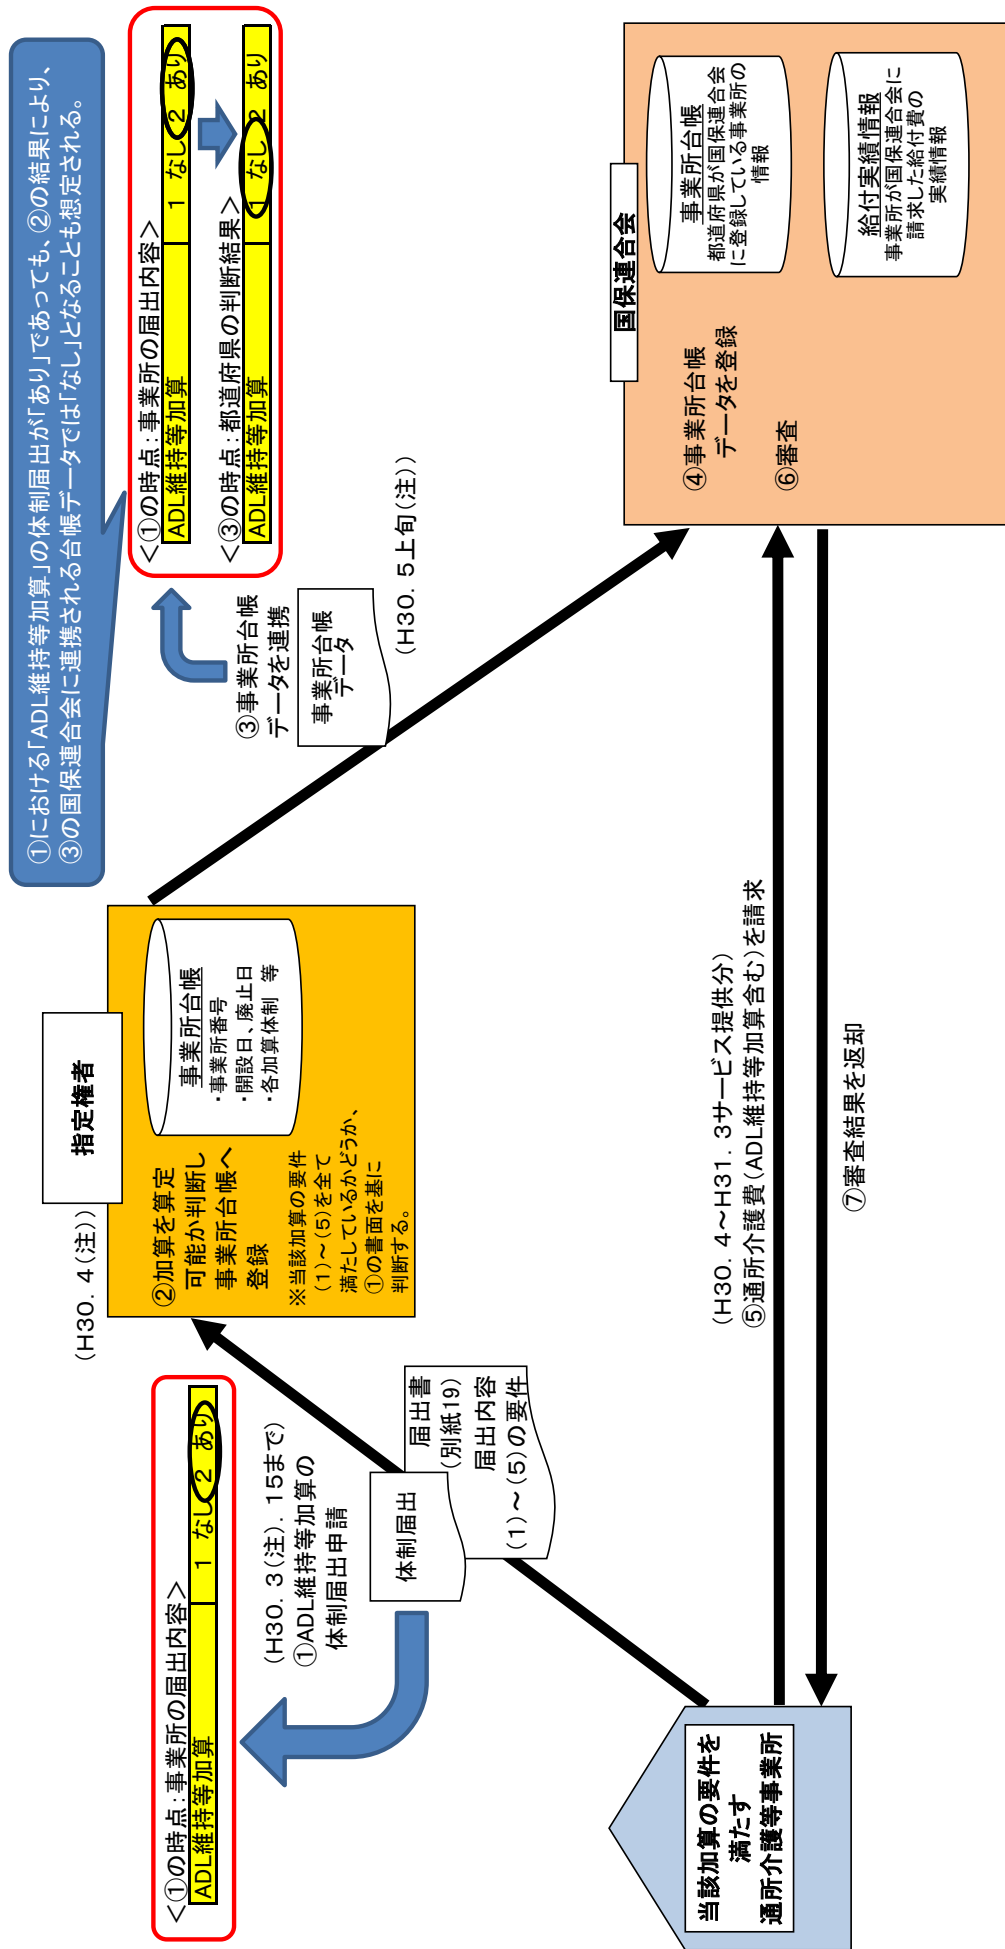 ①における「ADL維持等加算」の体制届出が「あり」であっても、②の結果により、
③の国保連合会に連携される台帳データでは「なし」となることも想定される。
＜①の時点：事業所の届出内容＞
ADL維持等加算 1 なし 2 あり
(H30. 3(注). 15まで)
①ADL維持等加算の
体制届出申請
体制届出
届出書
(別紙19)
届出内容
(1)～(5)の要件
当該加算の要件を
満たす
通所介護等事業所
(H30. 4(注))
指定権者
②加算を算定
可能か判断し
事業所台帳へ
登録
※当該加算の要件
(1)～(5)を全て
満たしているかどうか、
①の書面を基に
判断する。
事業所台帳
・事業所番号
・開設日、廃止日
・各加算体制 等
③事業所台帳
データを連携
事業所台帳
データ
(H30. 5上旬(注))
＜①の時点：事業所の届出内容＞
ADL維持等加算 1 なし 2 あり
＜③の時点：都道府県の判断結果＞
ADL維持等加算 1 なし 2 あり
国保連合会
④事業所台帳
データを登録
⑥審査
事業所台帳
都道府県が国保連合会
に登録している事業所の
情報
給付実績情報
事業所が国保連合会に
請求した給付費の
実績情報
(H30. 4～H31. 3サービス提供分)
⑤通所介護費(ADL維持等加算含む)を請求
⑦審査結果を返却